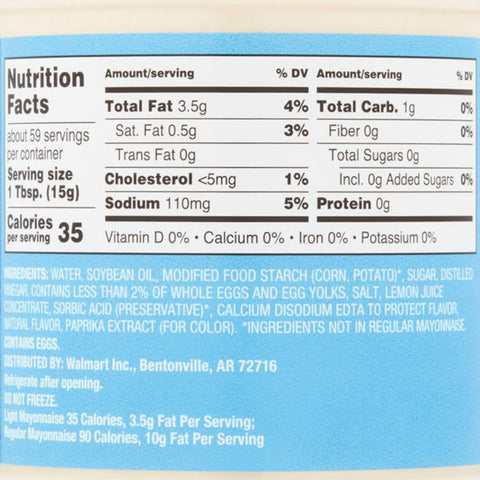 Nutrition
Facts
about 59 servings
per container
Serving size
1 Tbsp. (15g)
Calories
per serving 35
Amount/serving % DV
Total Fat 3.5g 4%
Sat. Fat 0.5g 3%
Trans Fat 0g
Cholesterol <5mg 1%
Sodium 110mg 5%
Amount/serving % DV
Total Carb. 1g 0%
Fiber 0g 0%
Total Sugars 0g
Incl. 0g Added Sugars 0%
Protein 0g
Vitamin D 0% • Calcium 0% • Iron 0% • Potassium 0%
INGREDIENTS: WATER, SOYBEAN OIL, MODIFIED FOOD STARCH (CORN, POTATO)*, SUGAR, DISTILLED
VINEGAR, CONTAINS LESS THAN 2% OF WHOLE EGGS AND EGG YOLKS, SALT, LEMON JUICE
CONCENTRATE, SORBIC ACID (PRESERVATIVE)*, CALCIUM DISODIUM EDTA TO PROTECT FLAVOR,
NATURAL FLAVOR, PAPRIKA EXTRACT (FOR COLOR). *INGREDIENTS NOT IN REGULAR MAYONNAISE.
CONTAINS EGGS.
DISTRIBUTED BY: Walmart Inc., Bentonville, AR 72716
Refrigerate after opening.
DO NOT FREEZE.
Light Mayonnaise 35 Calories, 3.5g Fat Per Serving;
Regular Mayonnaise 90 Calories, 10g Fat Per Serving